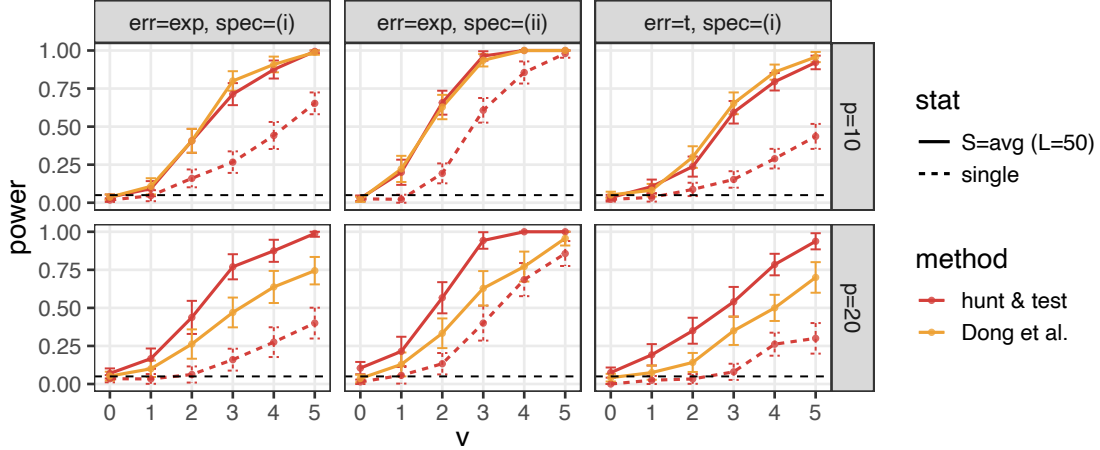 err=exp, spec=(i)
err=exp, spec=(ii)
err=t, spec=(i)
1.00
0.75
0.50
0.25
0.00
p=10
1.00
0.75
0.50
0.25
0.00
p=20
power
0 1 2 3 4 5
0 1 2 3 4 5
0 1 2 3 4 5
v
stat
S=avg (L=50)
single
method
hunt & test
Dong et al.